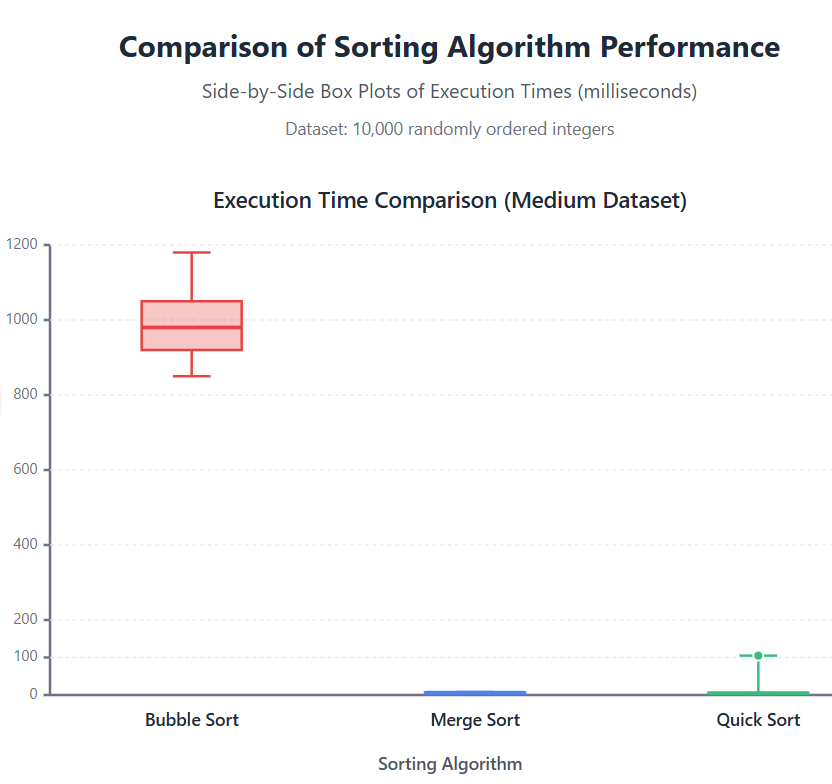 Comparison of Sorting Algorithm Performance
Side-by-Side Box Plots of Execution Times (milliseconds)
Dataset: 10,000 randomly ordered integers
Execution Time Comparison (Medium Dataset)
1200
1000
800
600
400
200
100
0
Bubble Sort Merge Sort Quick Sort
Sorting Algorithm